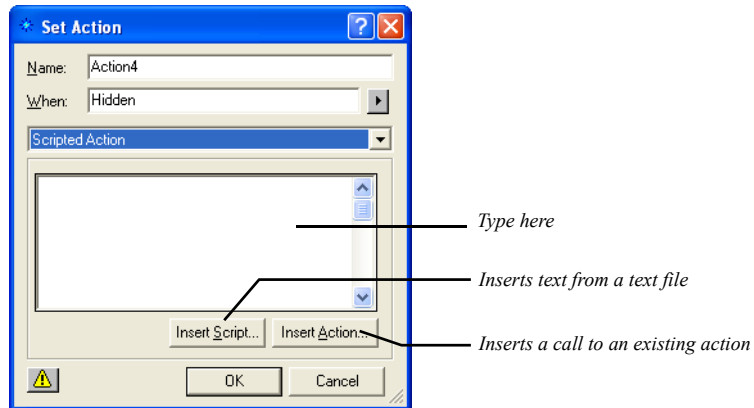 Set Action
Name: Action4
When: Hidden
Scripted Action
Type here
Inserts text from a text file
Insert Script... Insert Action...
Inserts a call to an existing action
OK Cancel